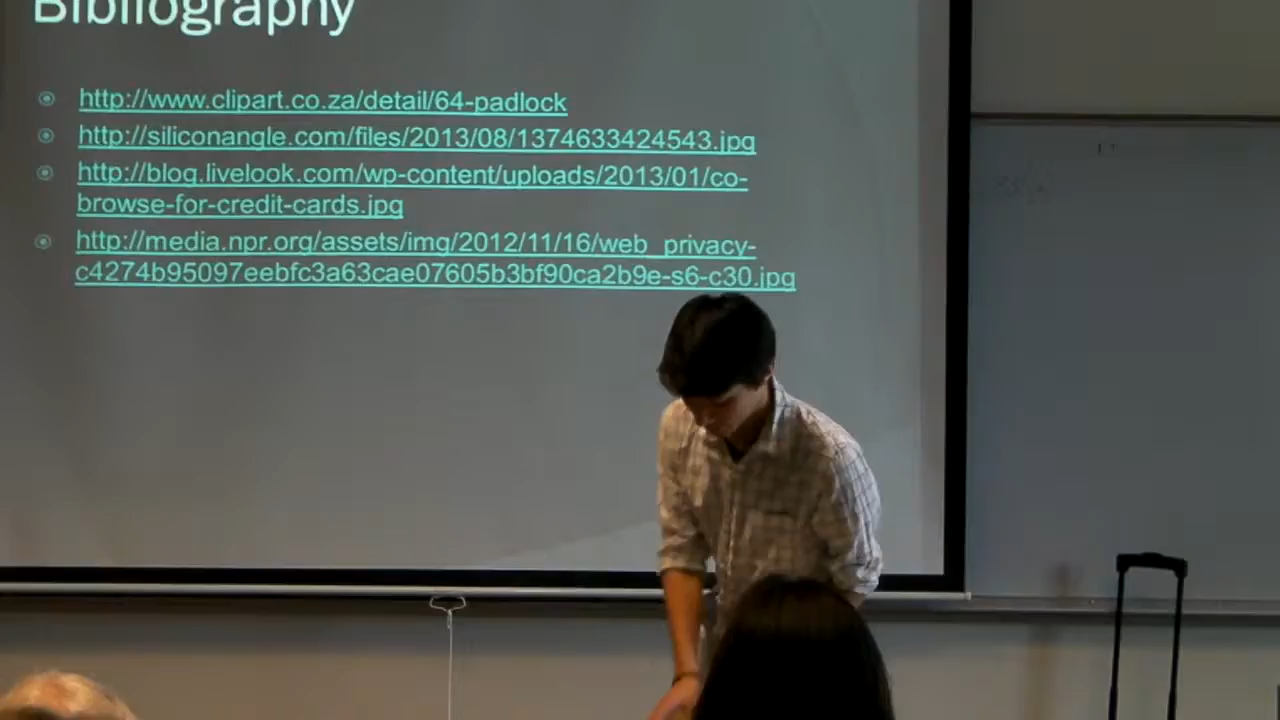 Bibliography
http://www.clipart.co.za/detail/64-padlock
http://siliconangle.com/files/2013/08/1374633424543.jpg
http://blog.livelook.com/wp-content/uploads/2013/01/co-
browse-for-credit-cards.jpg
http://media.npr.org/assets/img/2012/11/16/web_privacy-
c4274b95097eebfc3a63cae07605b3bf90ca2b9e-s6-c30.jpg